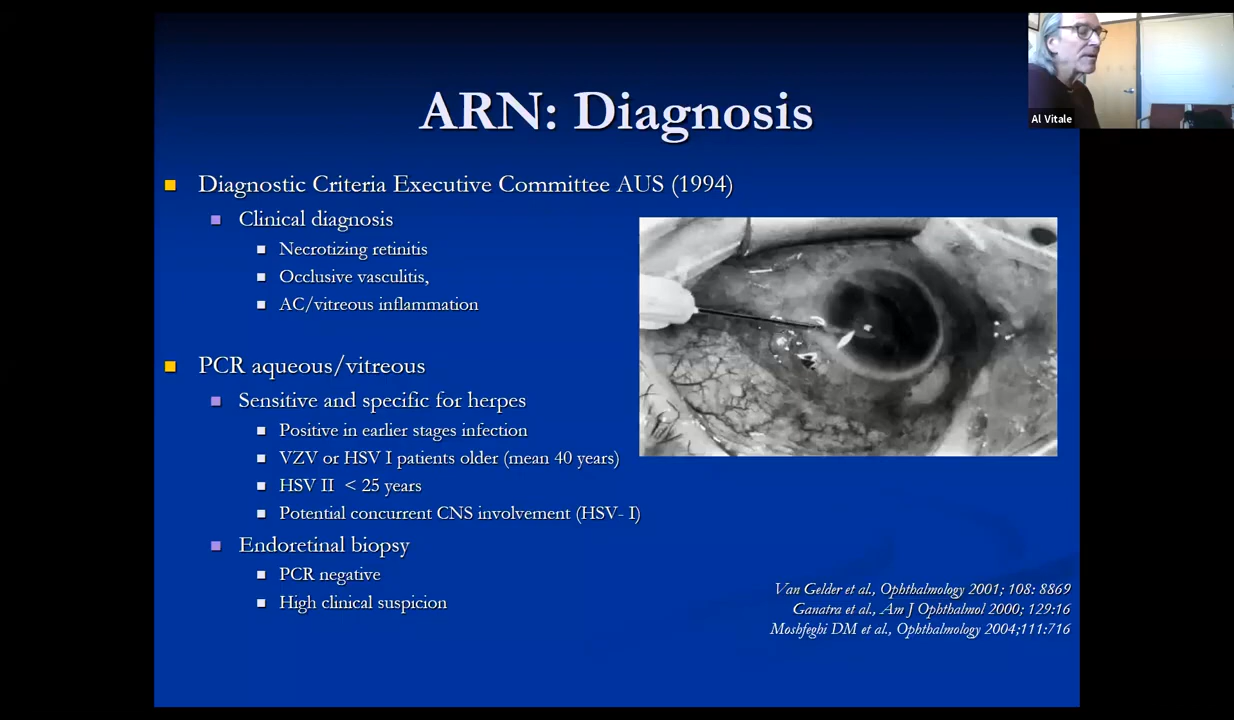 ARN: Diagnosis
Al Vitale
Diagnostic Criteria Executive Committee AUS (1994)
Clinical diagnosis
Necrotizing retinitis
Occlusive vasculitis,
AC/vitreous inflammation
PCR aqueous/vitreous
Sensitive and specific for herpes
Positive in earlier stages infection
VZV or HSV I patients older (mean 40 years)
HSV II < 25 years
Potential concurrent CNS involvement (HSV- I)
Endoretinal biopsy
PCR negative
High clinical suspicion
Van Gelder et al., Ophthalmology 2001; 108: 8869
Ganatra et al., Am J Ophthalmol 2000; 129:16
Moshfeghi DM et al., Ophthalmology 2004;111:716